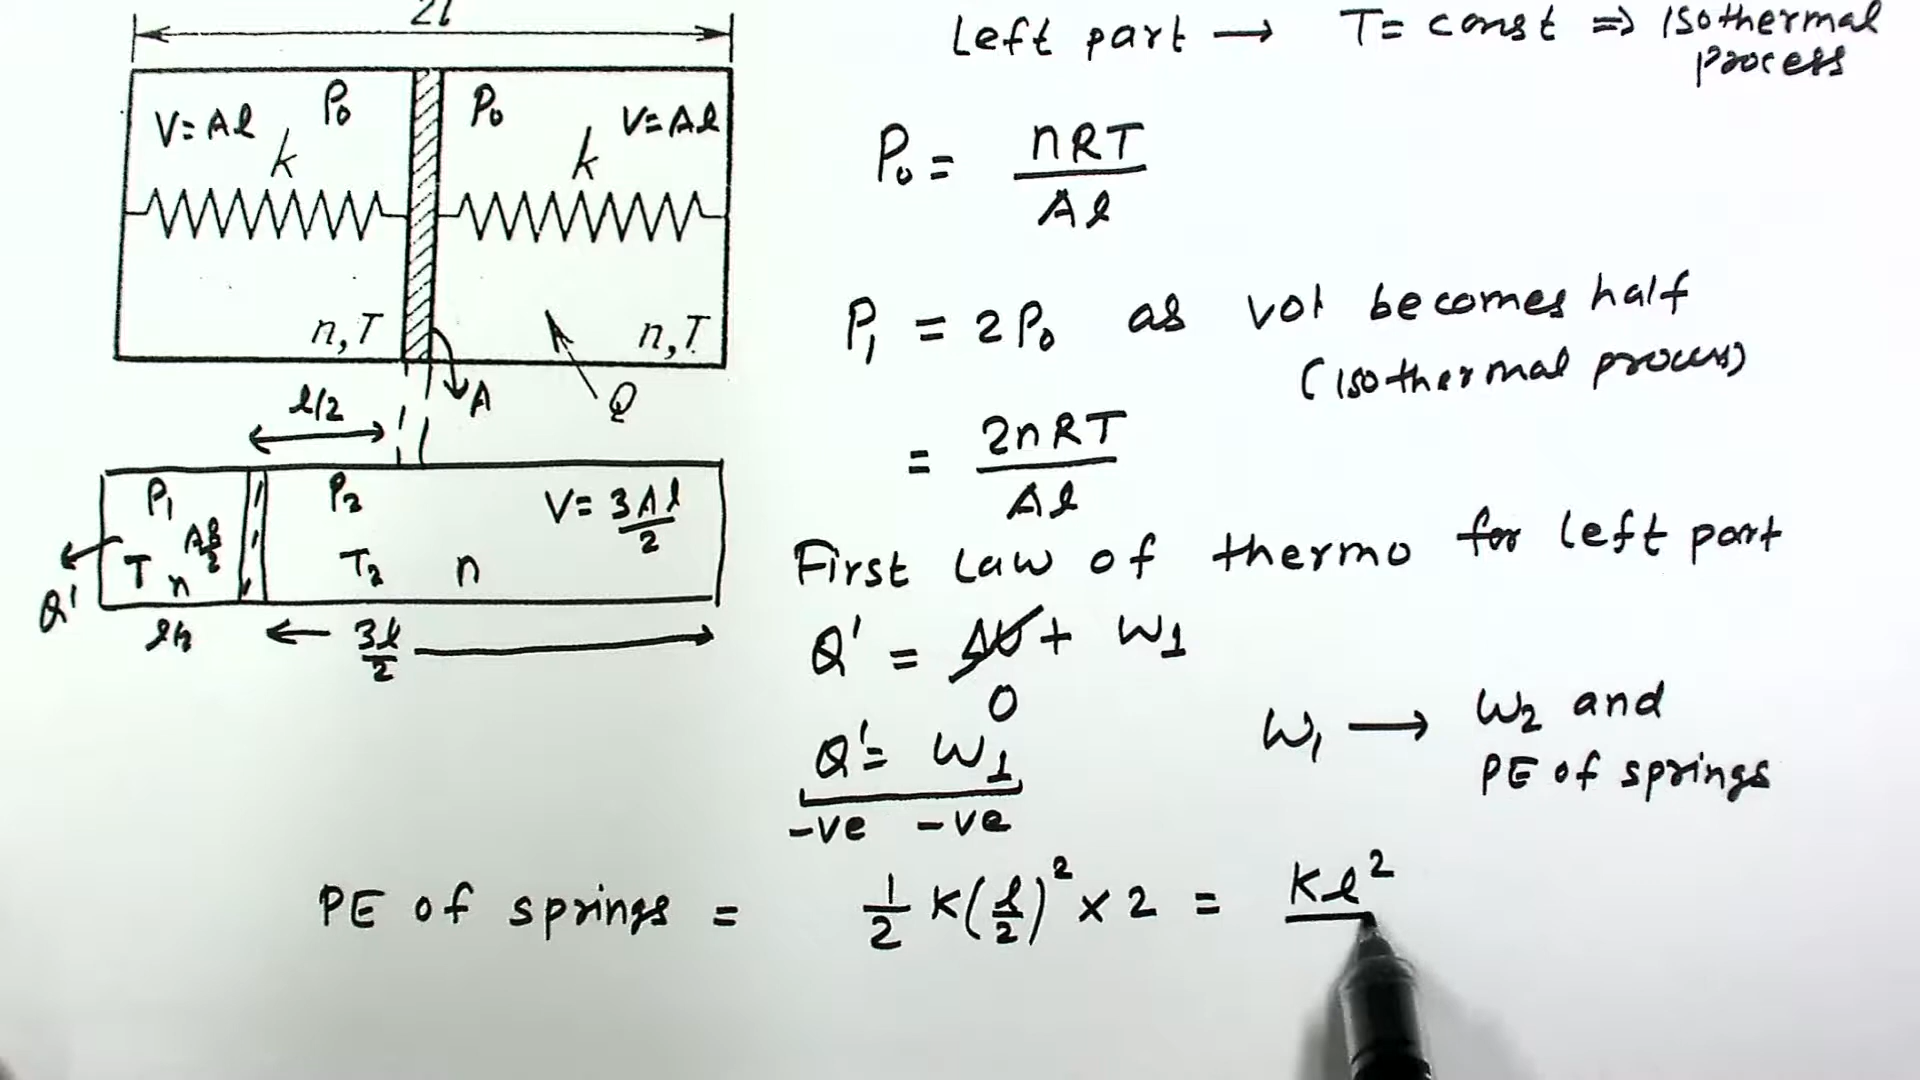 2l
V=Al P₀ P₀ V=Al
k k
n,T n,T
l/2 A Q
P₁ P₂ V= 3Al/2
T n Al/2 T₂ n
Q'
l/2 3l/2
Left part → T= const ⇒ isothermal
process
P₀ = nRT/Al
P₁ = 2P₀ as vol becomes half
(isothermal process)
= 2nRT/Al
First Law of thermo for left part
Q' = ΔU + W1
0
Q' = W1
-ve -ve
W₁ → W₂ and
PE of springs
PE of springs = 1/2 K(l/2)² × 2 = Kl²